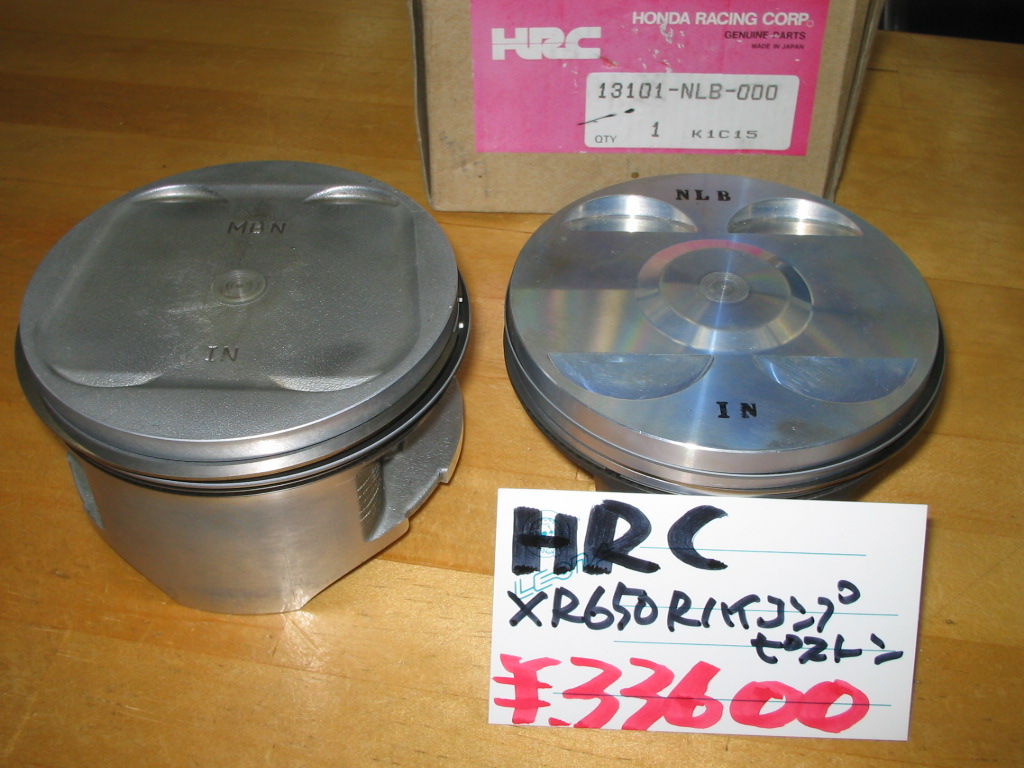 HRC
HONDA RACING CORP.
GENUINE PARTS
MADE IN JAPAN
13101-NLB-000
QTY 1 K1C15
MBN
IN
NLB
IN
HRC
XR650Rハイコンプ
ピストン
¥33600